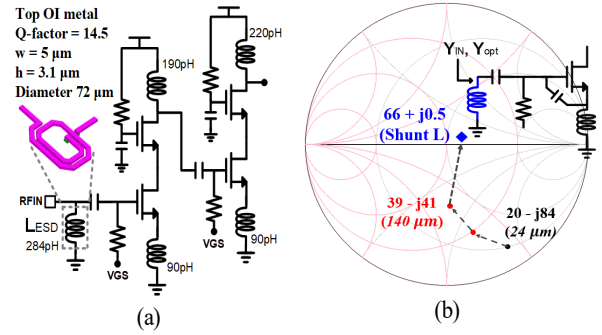 Top OI metal
Q-factor = 14.5
w = 5 µm
h = 3.1 µm
Diameter 72 µm
190pH
220pH
RFIN
LESD
284pH
VGS
90pH
VGS
90pH
(a)
YIN, Yopt
66 + j0.5
(Shunt L)
39 - j41
(140 µm)
20 - j84
(24 µm)
(b)